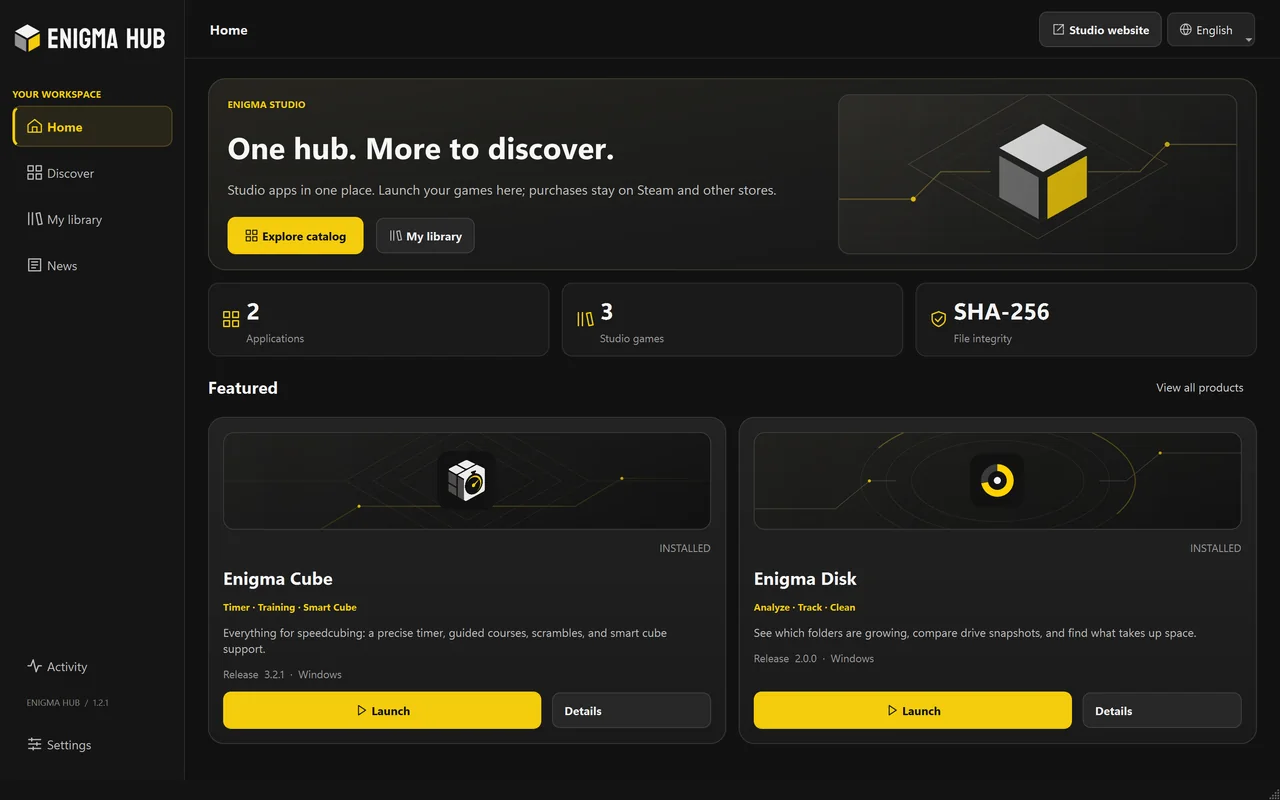 ENIGMA HUB
YOUR WORKSPACE
Home
Discover
My library
News
Activity
ENIGMA HUB / 1.2.1
Settings
Home
Studio website
English
ENIGMA STUDIO
One hub. More to discover.
Studio apps in one place. Launch your games here; purchases stay on Steam and other stores.
Explore catalog
My library
2
Applications
3
Studio games
SHA-256
File integrity
Featured
View all products
INSTALLED
Enigma Cube
Timer · Training · Smart Cube
Everything for speedcubing: a precise timer, guided courses, scrambles, and smart cube
support.
Release 3.2.1 · Windows
Launch
Details
INSTALLED
Enigma Disk
Analyze · Track · Clean
See which folders are growing, compare drive snapshots, and find what takes up space.
Release 2.0.0 · Windows
Launch
Details